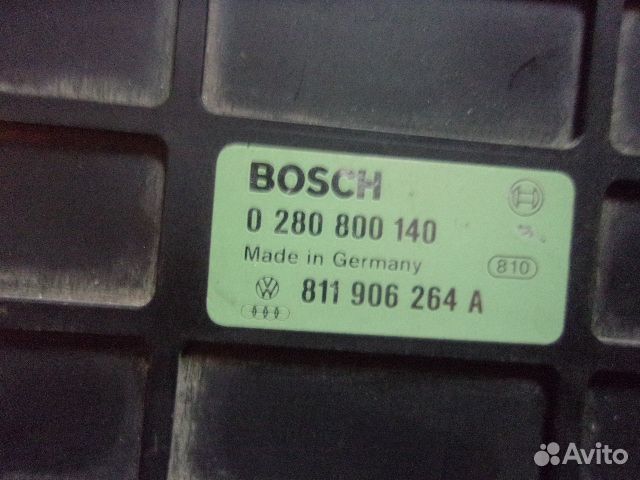 BOSCH
0 280 800 140
Made in Germany
810
811 906 264 A
Avito